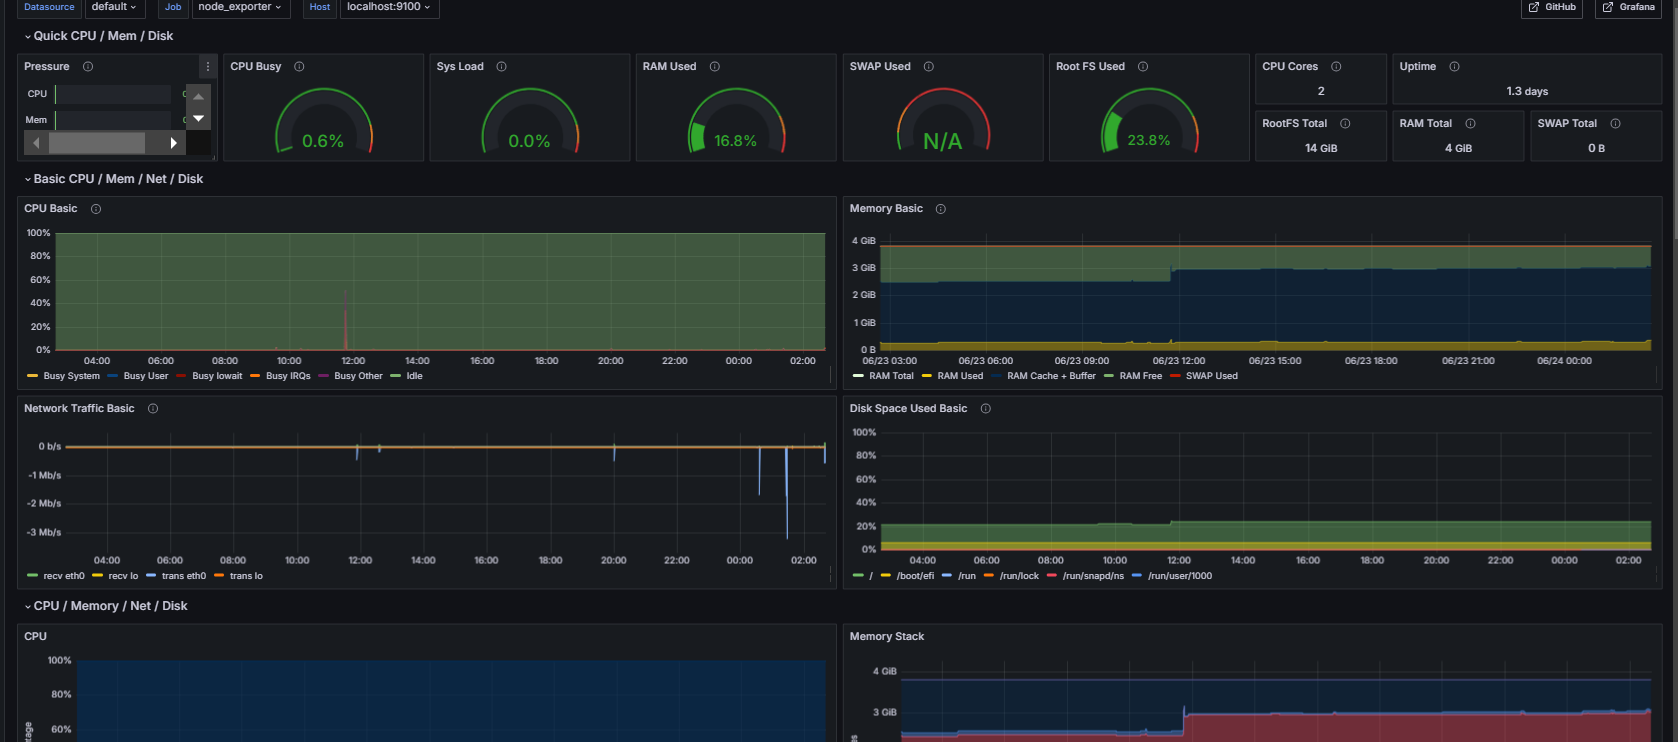 Datasource default Job node_exporter Host localhost:9100 GitHub Grafana
Quick CPU / Mem / Disk
Pressure CPU Busy Sys Load RAM Used SWAP Used Root FS Used CPU Cores Uptime
CPU
Mem
0.6% 0.0% 16.8% N/A 23.8%
2 1.3 days
RootFS Total RAM Total SWAP Total
14 GiB 4 GiB 0 B
Basic CPU / Mem / Net / Disk
CPU Basic
100%
80%
60%
40%
20%
0%
04:00 06:00 08:00 10:00 12:00 14:00 16:00 18:00 20:00 22:00 00:00 02:00
Busy System Busy User Busy Iowait Busy IRQs Busy Other Idle
Memory Basic
4 GiB
3 GiB
2 GiB
1 GiB
0 B
06/23 03:00 06/23 06:00 06/23 09:00 06/23 12:00 06/23 15:00 06/23 18:00 06/23 21:00 06/24 00:00
RAM Total RAM Used RAM Cache + Buffer RAM Free SWAP Used
Network Traffic Basic
0 b/s
-1 Mb/s
-2 Mb/s
-3 Mb/s
04:00 06:00 08:00 10:00 12:00 14:00 16:00 18:00 20:00 22:00 00:00 02:00
recv eth0 recv lo trans eth0 trans lo
Disk Space Used Basic
100%
80%
60%
40%
20%
0%
04:00 06:00 08:00 10:00 12:00 14:00 16:00 18:00 20:00 22:00 00:00 02:00
/ /boot/efi /run /run/lock /run/snapd/ns /run/user/1000
CPU / Memory / Net / Disk
CPU
100%
80%
60%
Memory Stack
4 GiB
3 GiB